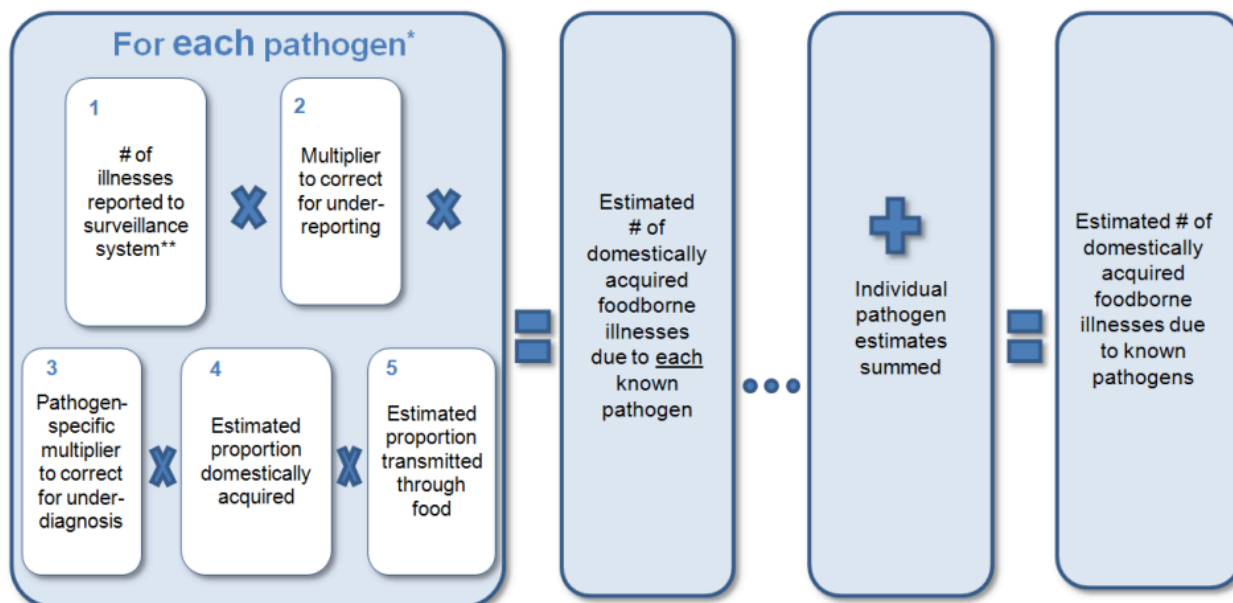 For each pathogen*
1
# of
illnesses
reported to
surveillance
system**
2
Multiplier
to correct
for under-
reporting
3
Pathogen-
specific
multiplier
to correct
for under-
diagnosis
4
Estimated
proportion
domestically
acquired
5
Estimated
proportion
transmitted
through
food
Estimated
# of
domestically
acquired
foodborne
illnesses
due to each
known
pathogen
Individual
pathogen
estimates
summed
Estimated # of
domestically
acquired
foodborne
illnesses due
to known
pathogens